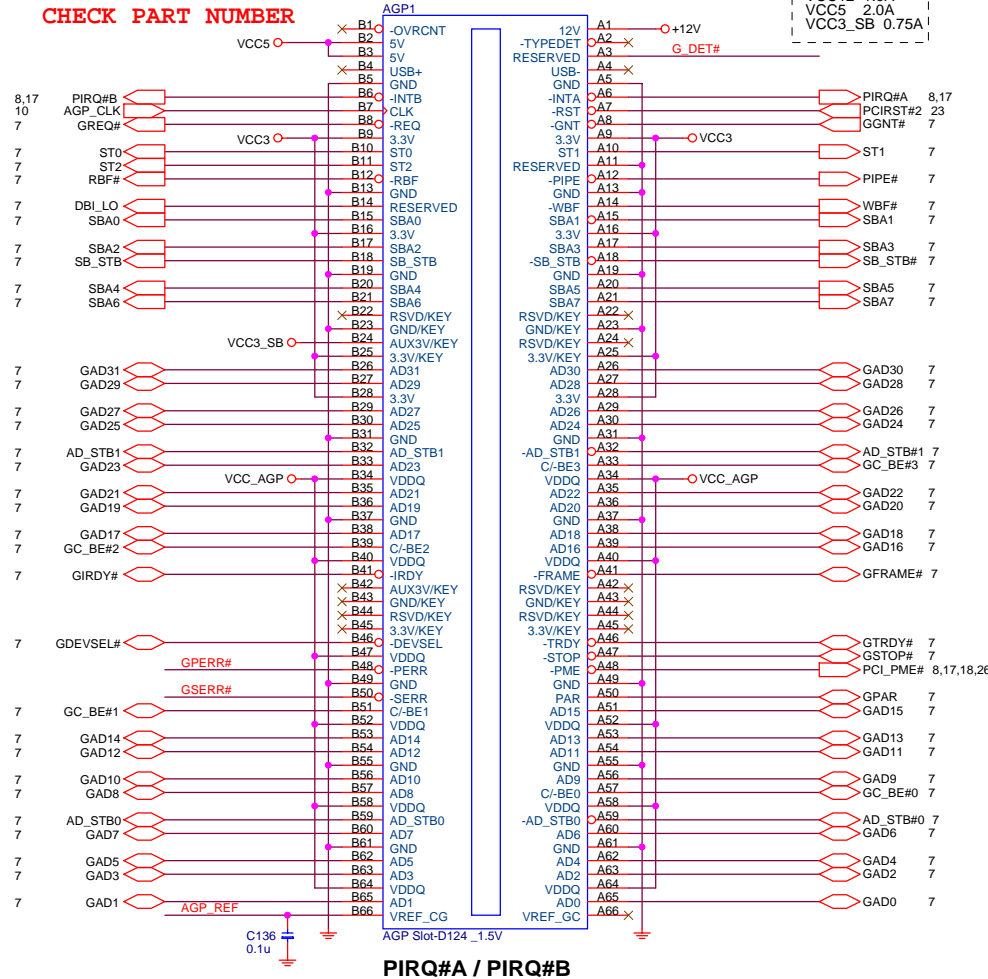 CHECK PART NUMBER
AGP1
VCC5 2.0A
VCC3_SB 0.75A
B1 -OVRCNT 12V A1 +12V
VCC5 B2 5V -TYPEDET A2
B3 5V RESERVED A3 G_DET#
B4 USB+ USB- A4
B5 GND GND A5
8,17 PIRQ#B B6 -INTB -INTA A6 PIRQ#A 8,17
10 AGP_CLK B7 CLK -RST A7 PCIRST#2 23
7 GREQ# B8 -REQ -GNT A8 GGNT# 7
VCC3 B9 3.3V 3.3V A9 VCC3
7 ST0 B10 ST0 ST1 A10 ST1 7
7 ST2 B11 ST2 RESERVED A11
7 RBF# B12 -RBF -PIPE A12 PIPE# 7
B13 GND GND A13
7 DBI_LO B14 RESERVED -WBF A14 WBF# 7
7 SBA0 B15 SBA0 SBA1 A15 SBA1 7
B16 3.3V 3.3V A16
7 SBA2 B17 SBA2 SBA3 A17 SBA3 7
7 SB_STB B18 SB_STB -SB_STB A18 SB_STB# 7
B19 GND GND A19
7 SBA4 B20 SBA4 SBA5 A20 SBA5 7
7 SBA6 B21 SBA6 SBA7 A21 SBA7 7
B22 RSVD/KEY RSVD/KEY A22
B23 GND/KEY GND/KEY A23
VCC3_SB B24 AUX3V/KEY RSVD/KEY A24
B25 3.3V/KEY 3.3V/KEY A25
7 GAD31 B26 AD31 AD30 A26 GAD30 7
7 GAD29 B27 AD29 AD28 A27 GAD28 7
B28 3.3V 3.3V A28
7 GAD27 B29 AD27 AD26 A29 GAD26 7
7 GAD25 B30 AD25 AD24 A30 GAD24 7
B31 GND GND A31
7 AD_STB1 B32 AD_STB1 -AD_STB1 A32 AD_STB#1 7
7 GAD23 B33 AD23 C/-BE3 A33 GC_BE#3 7
VCC_AGP B34 VDDQ VDDQ A34 VCC_AGP
7 GAD21 B35 AD21 AD22 A35 GAD22 7
7 GAD19 B36 AD19 AD20 A36 GAD20 7
B37 GND GND A37
7 GAD17 B38 AD17 AD18 A38 GAD18 7
7 GC_BE#2 B39 C/-BE2 AD16 A39 GAD16 7
B40 VDDQ VDDQ A40
7 GIRDY# B41 -IRDY -FRAME A41 GFRAME# 7
B42 AUX3V/KEY RSVD/KEY A42
B43 GND/KEY GND/KEY A43
B44 RSVD/KEY RSVD/KEY A44
B45 3.3V/KEY 3.3V/KEY A45
7 GDEVSEL# B46 -DEVSEL -TRDY A46 GTRDY# 7
B47 VDDQ -STOP A47 GSTOP# 7
GPERR# B48 -PERR -PME A48 PCI_PME# 8,17,18,26
B49 GND GND A49
GSERR# B50 -SERR PAR A50 GPAR 7
7 GC_BE#1 B51 C/-BE1 AD15 A51 GAD15 7
B52 VDDQ VDDQ A52
7 GAD14 B53 AD14 AD13 A53 GAD13 7
7 GAD12 B54 AD12 AD11 A54 GAD11 7
B55 GND GND A55
7 GAD10 B56 AD10 AD9 A56 GAD9 7
7 GAD8 B57 AD8 C/-BE0 A57 GC_BE#0 7
B58 VDDQ VDDQ A58
7 AD_STB0 B59 AD_STB0 -AD_STB0 A59 AD_STB#0 7
7 GAD7 B60 AD7 AD6 A60 GAD6 7
B61 GND GND A61
7 GAD5 B62 AD5 AD4 A62 GAD4 7
7 GAD3 B63 AD3 AD2 A63 GAD2 7
B64 VDDQ VDDQ A64
7 GAD1 B65 AD1 AD0 A65 GAD0 7
AGP_REF B66 VREF_CG VREF_GC A66
C136
0.1u
AGP Slot-D124 _1.5V
PIRQ#A / PIRQ#B